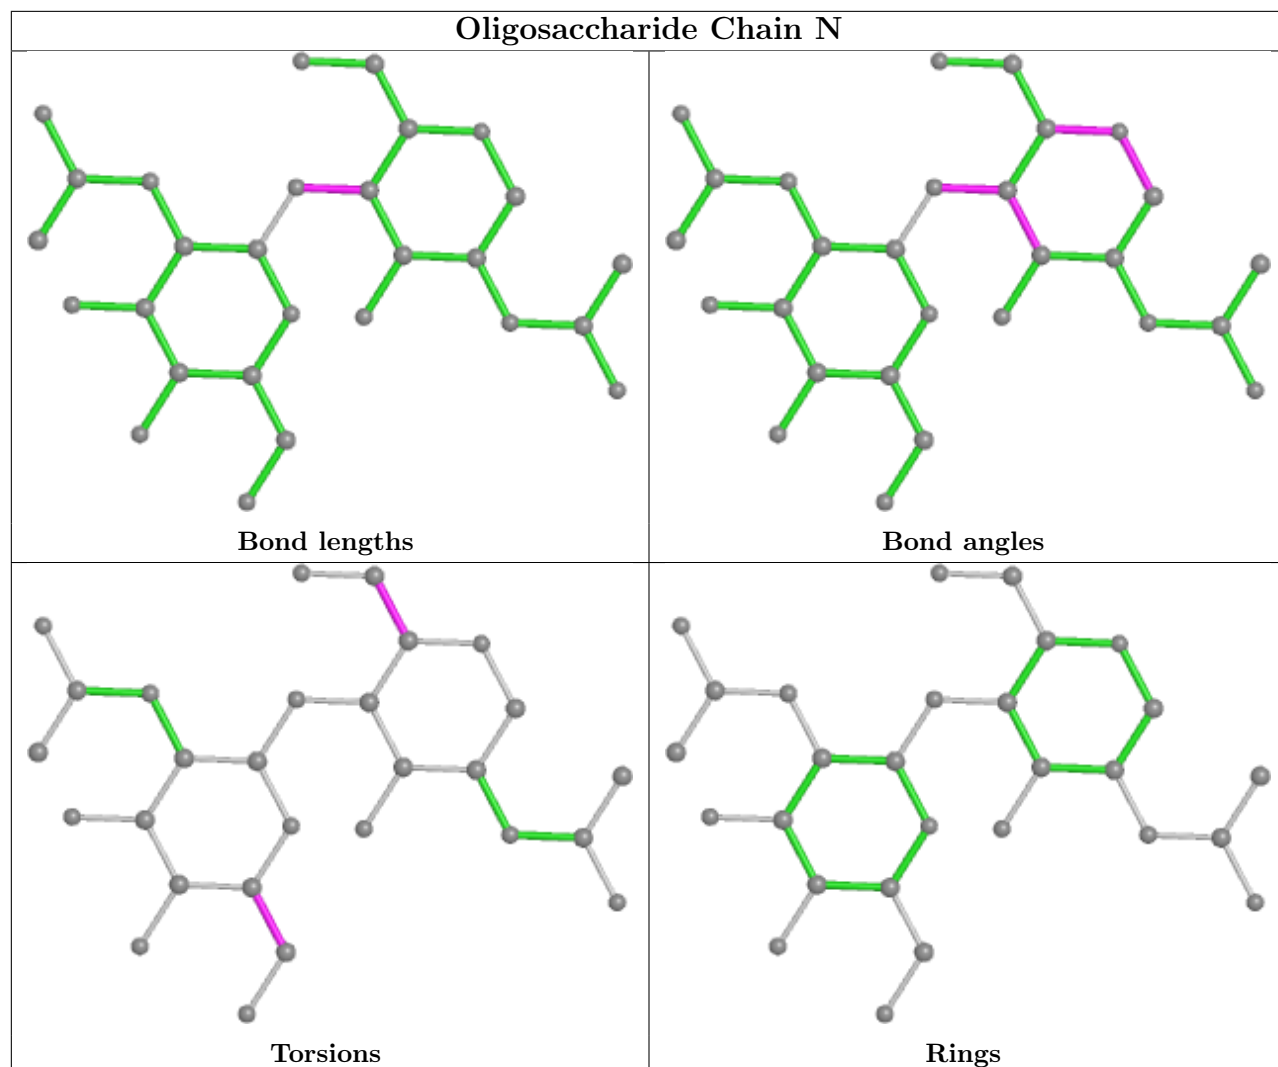 Oligosaccharide Chain N
Bond lengths
Bond angles
Torsions
Rings